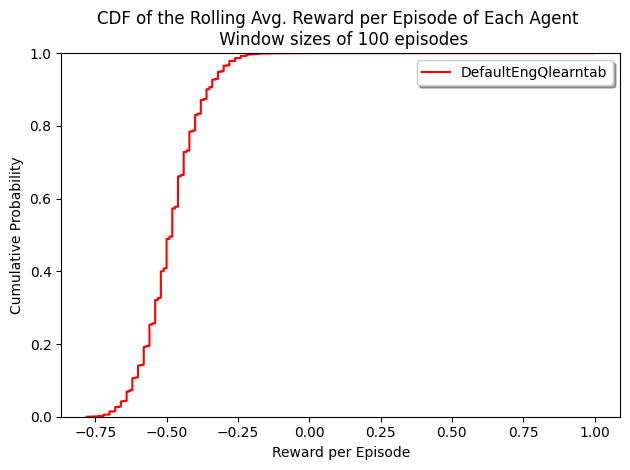 CDF of the Rolling Avg. Reward per Episode of Each Agent
Window sizes of 100 episodes
DefaultEngQlearntab
Cumulative Probability
1.0
0.8
0.6
0.4
0.2
0.0
−0.75 −0.50 −0.25 0.00 0.25 0.50 0.75 1.00
Reward per Episode